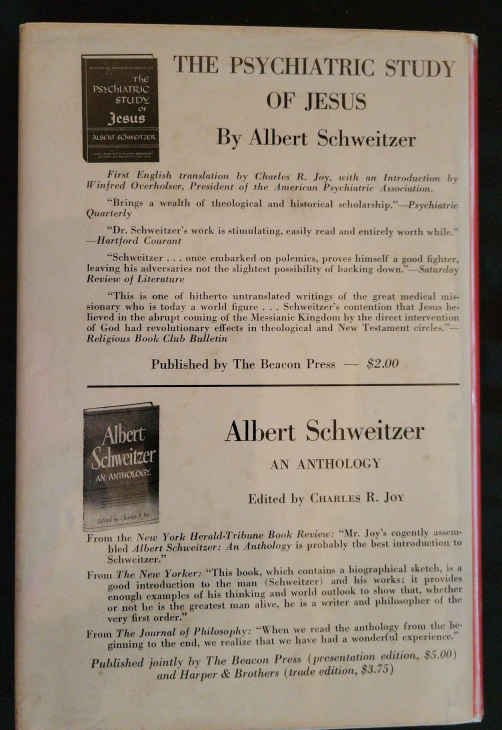 the
PSYCHIATRIC
STUDY
OF
Jesus
ALBERT SCHWEITZER
THE PSYCHIATRIC STUDY
OF JESUS
By Albert Schweitzer
First English translation by Charles R. Joy, with an Introduction by
Winfred Overholser, President of the American Psychiatric Association.
“Brings a wealth of theological and historical scholarship.”—Psychiatric
Quarterly
“Dr. Schweitzer's work is stimulating, easily read and entirely worth while.”
—Hartford Courant
“Schweitzer . . . once embarked on polemics, proves himself a good fighter,
leaving his adversaries not the slightest possibility of backing down.”—Saturday
Review of Literature
“This is one of hitherto untranslated writings of the great medical mis-
sionary who is today a world figure . . . Schweitzer's contention that Jesus be-
lieved in the abrupt coming of the Messianic Kingdom by the direct intervention
of God had revolutionary effects in theological and New Testament circles.”—
Religious Book Club Bulletin
Published by The Beacon Press — $2.00
Albert
Schweitzer
AN ANTHOLOGY
Edited by Charles R. Joy
Albert Schweitzer
AN ANTHOLOGY
Edited by CHARLES R. JOY
From the New York Herald-Tribune Book Review: “Mr. Joy's cogently assem-
bled Albert Schweitzer: An Anthology is probably the best introduction to
Schweitzer.”
From The New Yorker: “This book, which contains a biographical sketch, is a
good introduction to the man (Schweitzer) and his works; it provides
enough examples of his thinking and world outlook to show that, whether
or not he is the greatest man alive, he is a writer and philosopher of the
very first order.”
From The Journal of Philosophy: “When we read the anthology from the be-
ginning to the end, we realize that we have had a wonderful experience.”
Published jointly by The Beacon Press (presentation edition, $5.00)
and Harper & Brothers (trade edition, $3.75)